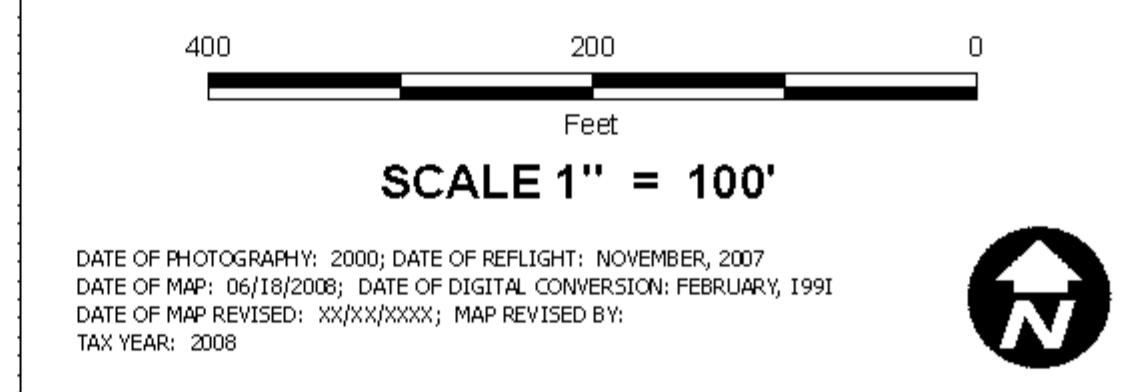 400 200 0
Feet
SCALE 1" = 100'
DATE OF PHOTOGRAPHY: 2000; DATE OF REFLIGHT: NOVEMBER, 2007
DATE OF MAP: 06/18/2008; DATE OF DIGITAL CONVERSION: FEBRUARY, 1991
DATE OF MAP REVISED: XX/XX/XXXX; MAP REVISED BY:
TAX YEAR: 2008
N